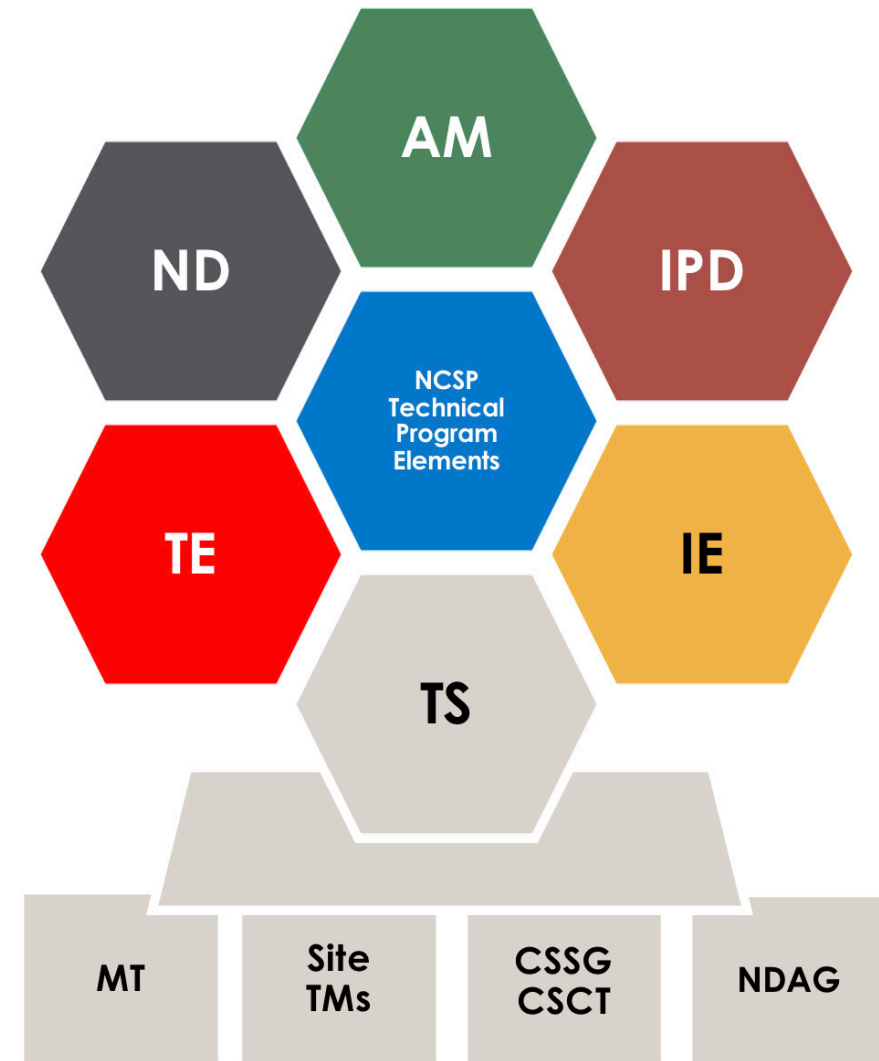 AM
ND
IPD
NCSP
Technical
Program
Elements
TE
IE
TS
MT
Site
TMs
CSSG
CSCT
NDAG